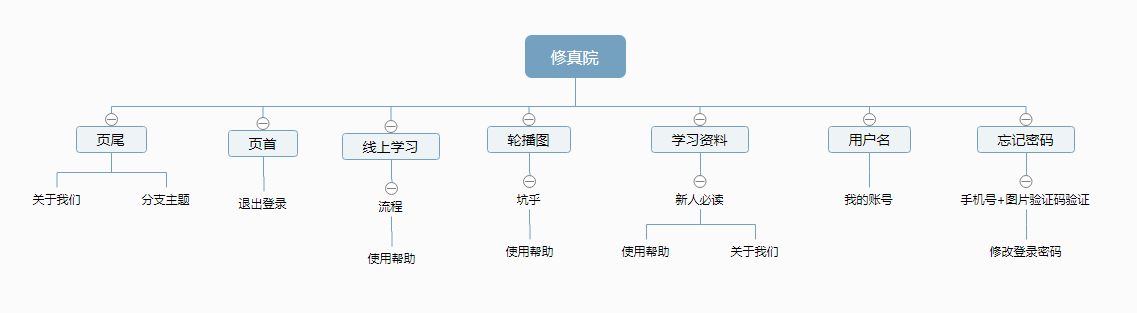 修真院
页尾
页首
线上学习
轮播图
学习资料
用户名
忘记密码
关于我们
分支主题
退出登录
流程
坑乎
新人必读
我的账号
手机号+图片验证码验证
使用帮助
使用帮助
使用帮助
关于我们
修改登录密码